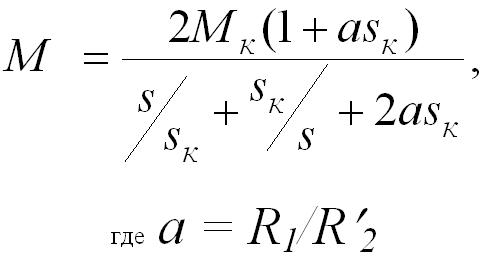 M = 2Mк(1 + asк) / (s/sк + sк/s + 2asк),
где a = R1/R′2